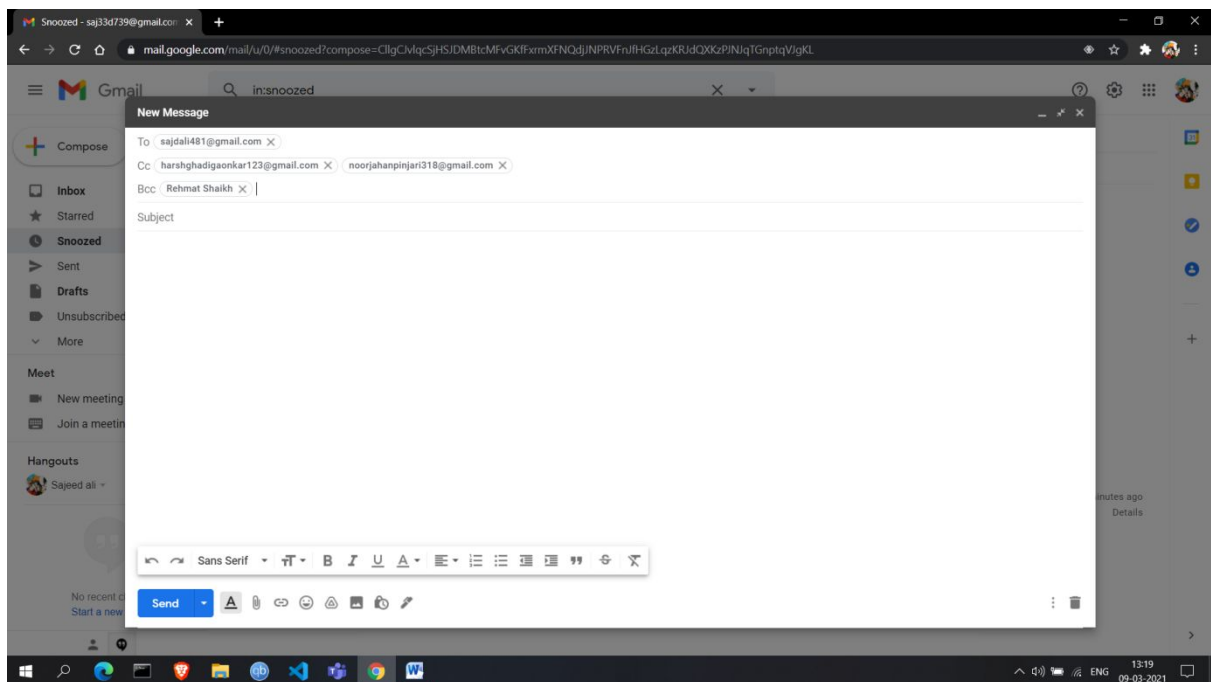 Snoozed - saj33d739@gmail.com
mail.google.com/mail/u/0/#snoozed?compose=
Gmail
in:snoozed
New Message
To sajdali481@gmail.com
Compose
Cc harshghadigaonkar123@gmail.com noorjahanpinjari318@gmail.com
Inbox
Bcc Rehmat Shaikh
Starred
Subject
Snoozed
Sent
Drafts
Unsubscribed
More
Meet
New meeting
Join a meetin
Hangouts
Sajeed ali
inutes ago
Details
Sans Serif
B I U A
No recent c
Send
Start a new
ENG 13:19
09-03-2021